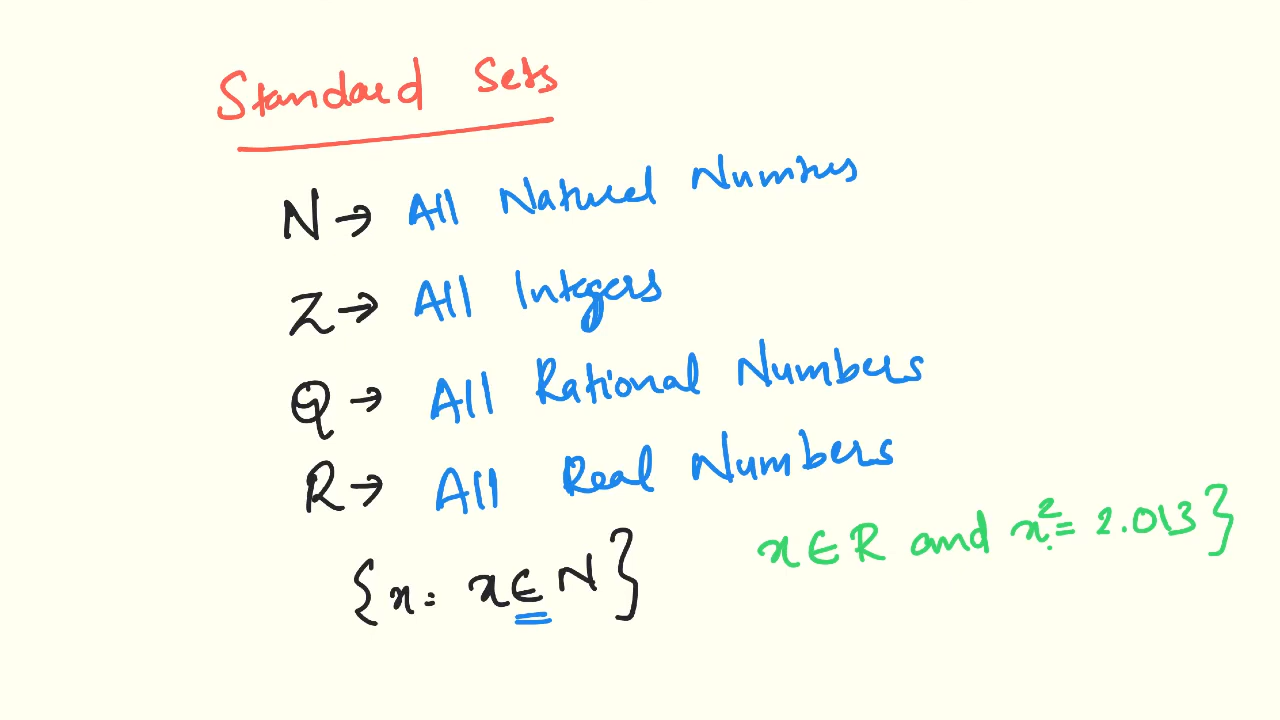 Standard Sets
N → All Natural Numbers
Z → All Integers
Q → All Rational Numbers
R → All Real Numbers
x ∈ R and x² = 2.013}
{x: x ∈ N}